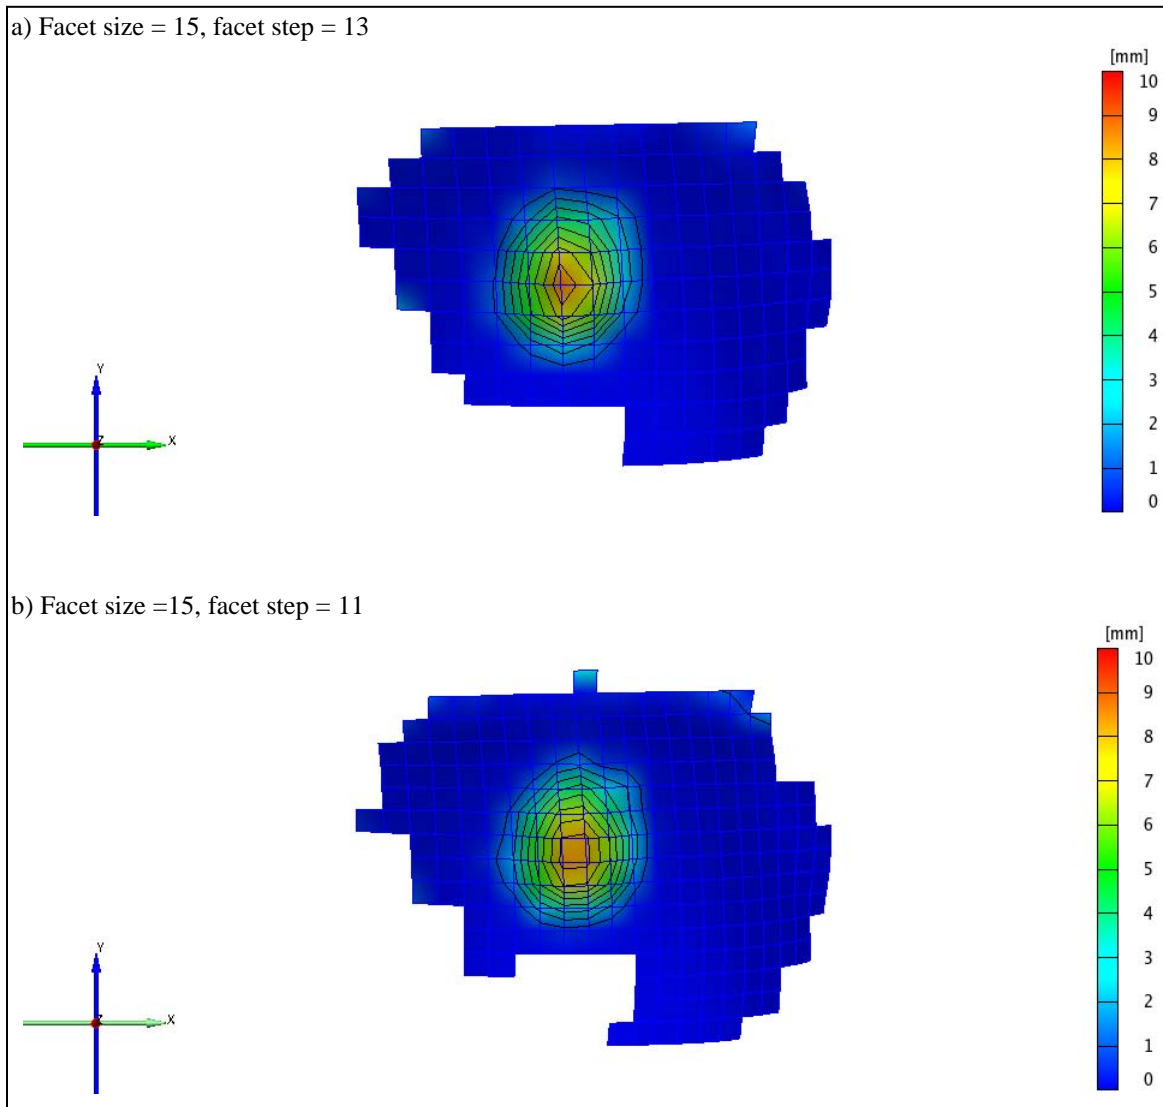 a) Facet size = 15, facet step = 13
[mm]
10
9
8
7
6
5
4
3
2
1
0
Y
Z
X
b) Facet size =15, facet step = 11
[mm]
10
9
8
7
6
5
4
3
2
1
0
Y
Z
X